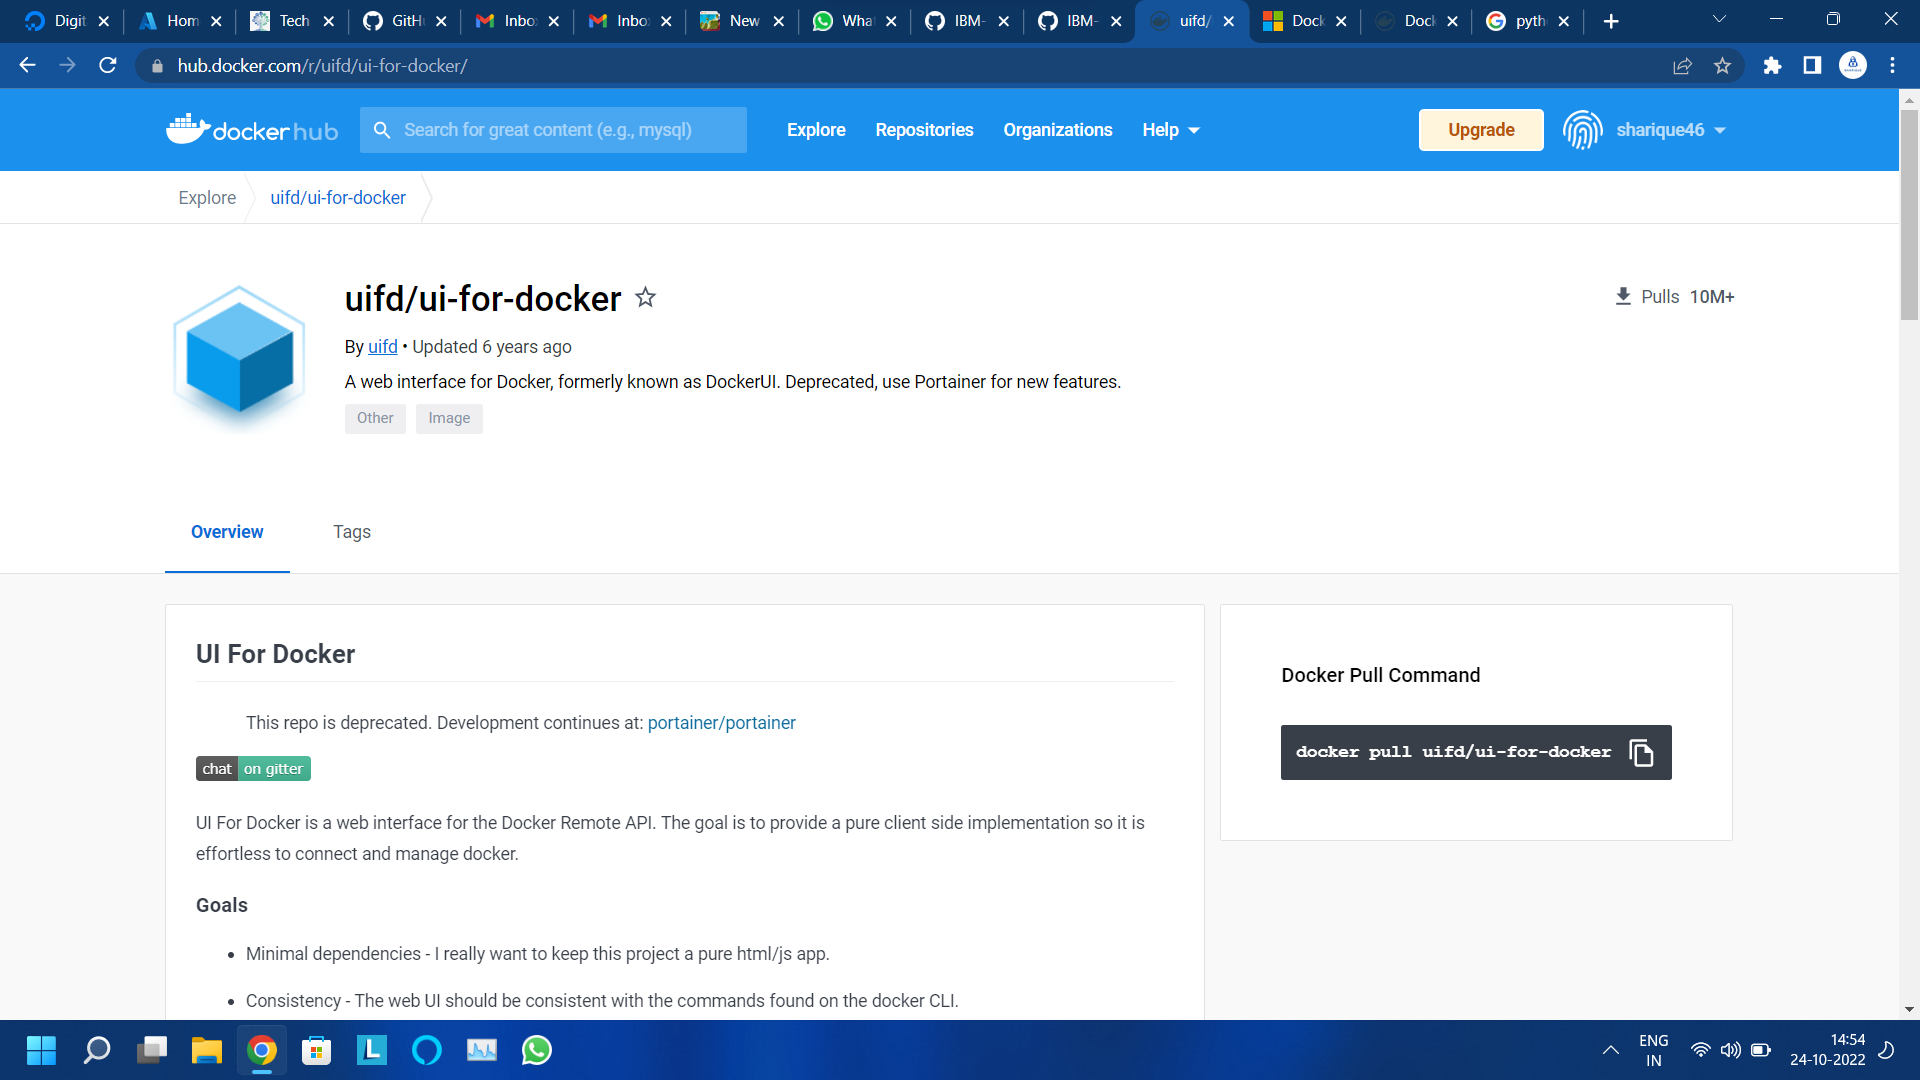 Digit
Hom
Tech
GitH
Inbo
Inbo
New
What
IBM-
IBM-
uifd/
Dock
Dock
pyth
hub.docker.com/r/uifd/ui-for-docker/
dockerhub
Search for great content (e.g., mysql)
Explore
Repositories
Organizations
Help
Upgrade
sharique46
Explore
uifd/ui-for-docker
uifd/ui-for-docker
Pulls 10M+
By uifd • Updated 6 years ago
A web interface for Docker, formerly known as DockerUI. Deprecated, use Portainer for new features.
Other
Image
Overview
Tags
UI For Docker
This repo is deprecated. Development continues at: portainer/portainer
chat on gitter
UI For Docker is a web interface for the Docker Remote API. The goal is to provide a pure client side implementation so it is
effortless to connect and manage docker.
Goals
• Minimal dependencies - I really want to keep this project a pure html/js app.
• Consistency - The web UI should be consistent with the commands found on the docker CLI.
Docker Pull Command
docker pull uifd/ui-for-docker
L
ENG
IN
14:54
24-10-2022